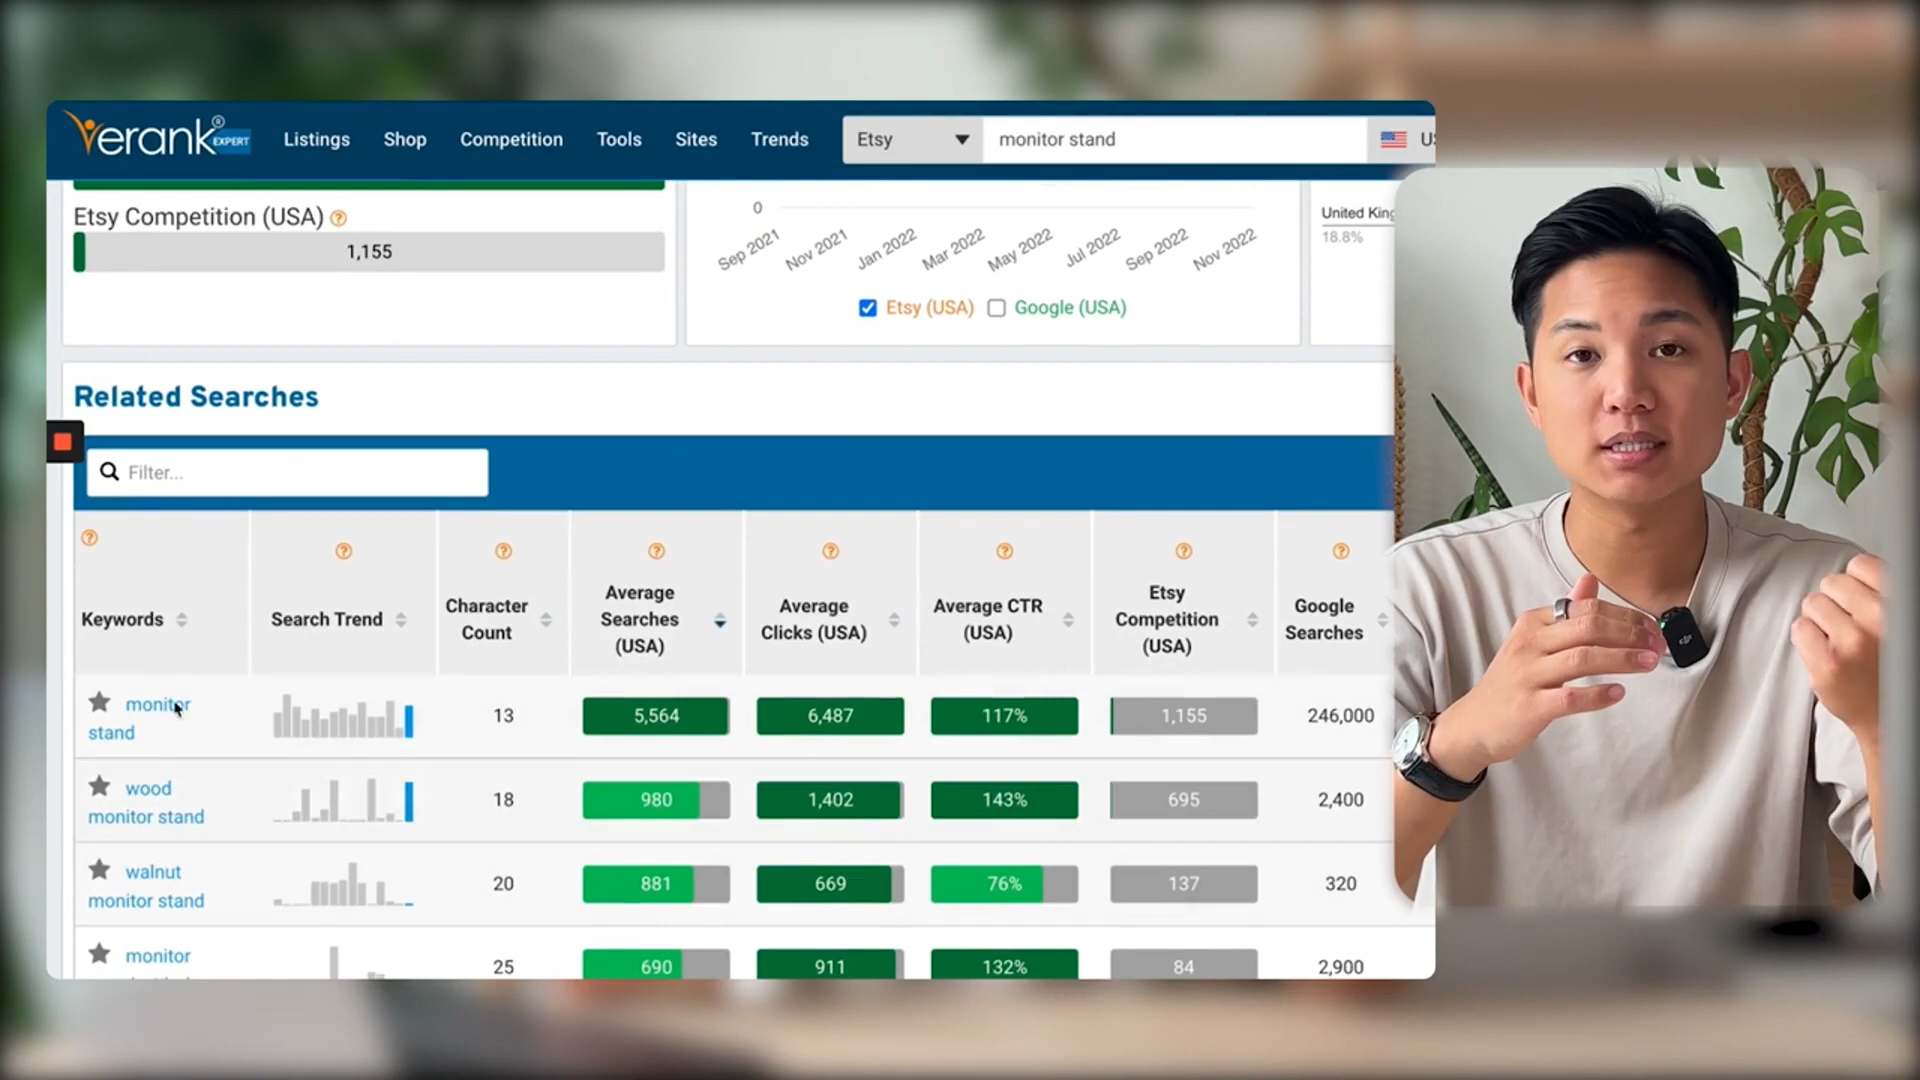 erank® EXPERT
Listings Shop Competition Tools Sites Trends Etsy monitor stand
Etsy Competition (USA)
1,155
0
Sep 2021 Nov 2021 Jan 2022 Mar 2022 May 2022 Jul 2022 Sep 2022 Nov 2022
Etsy (USA) Google (USA)
18.8%
Related Searches
Filter...
Keywords
Search Trend
Character
Count
Average
Searches
(USA)
Average
Clicks (USA)
Average CTR
(USA)
Etsy
Competition
(USA)
Google
Searches
monitor
stand
13 5,564 6,487 117% 1,155 246,000
wood
monitor stand
18 980 1,402 143% 695 2,400
walnut
monitor stand
20 881 669 76% 137 320
monitor
25 690 911 132% 84 2,900
dji